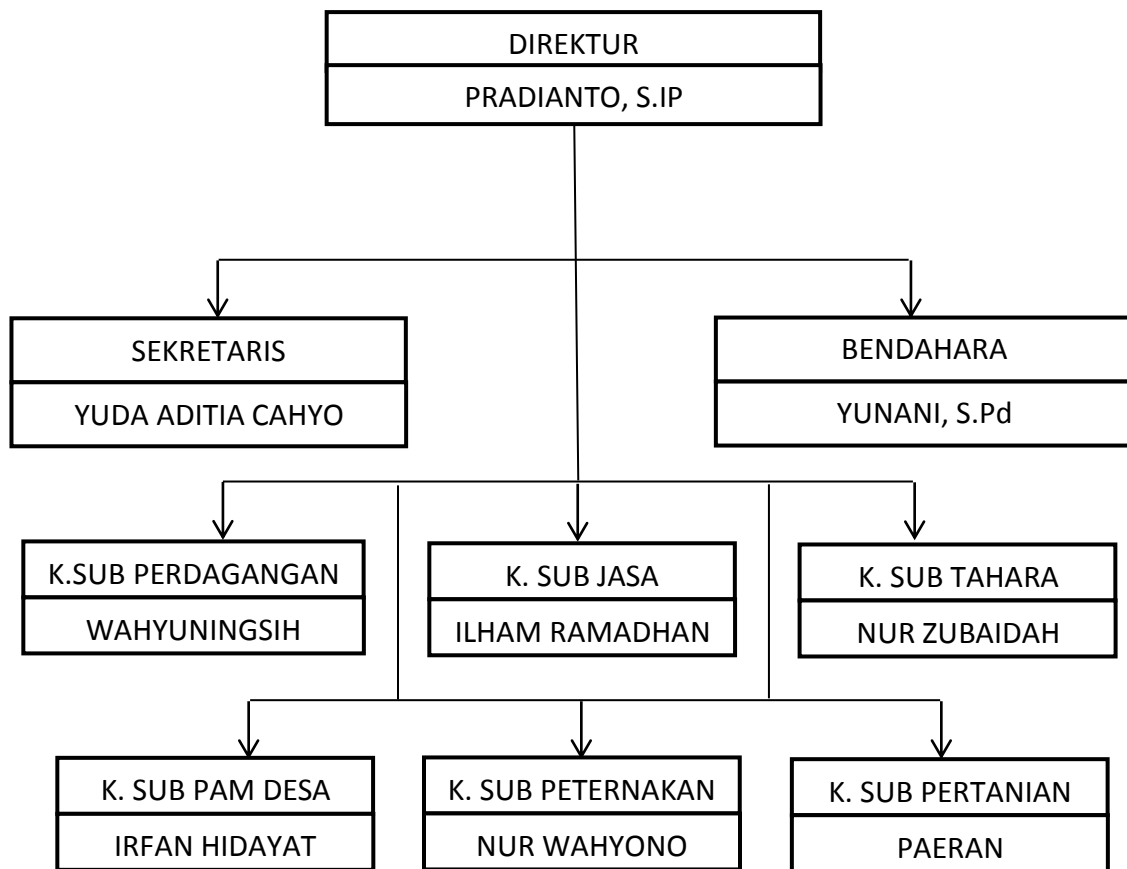 DIREKTUR
PRADIANTO, S.IP
SEKRETARIS
YUDA ADITIA CAHYO
BENDAHARA
YUNANI, S.Pd
K.SUB PERDAGANGAN
WAHYUNINGSIH
K. SUB JASA
ILHAM RAMADHAN
K. SUB TAHARA
NUR ZUBAIDAH
K. SUB PAM DESA
IRFAN HIDAYAT
K. SUB PETERNAKAN
NUR WAHYONO
K. SUB PERTANIAN
PAERAN